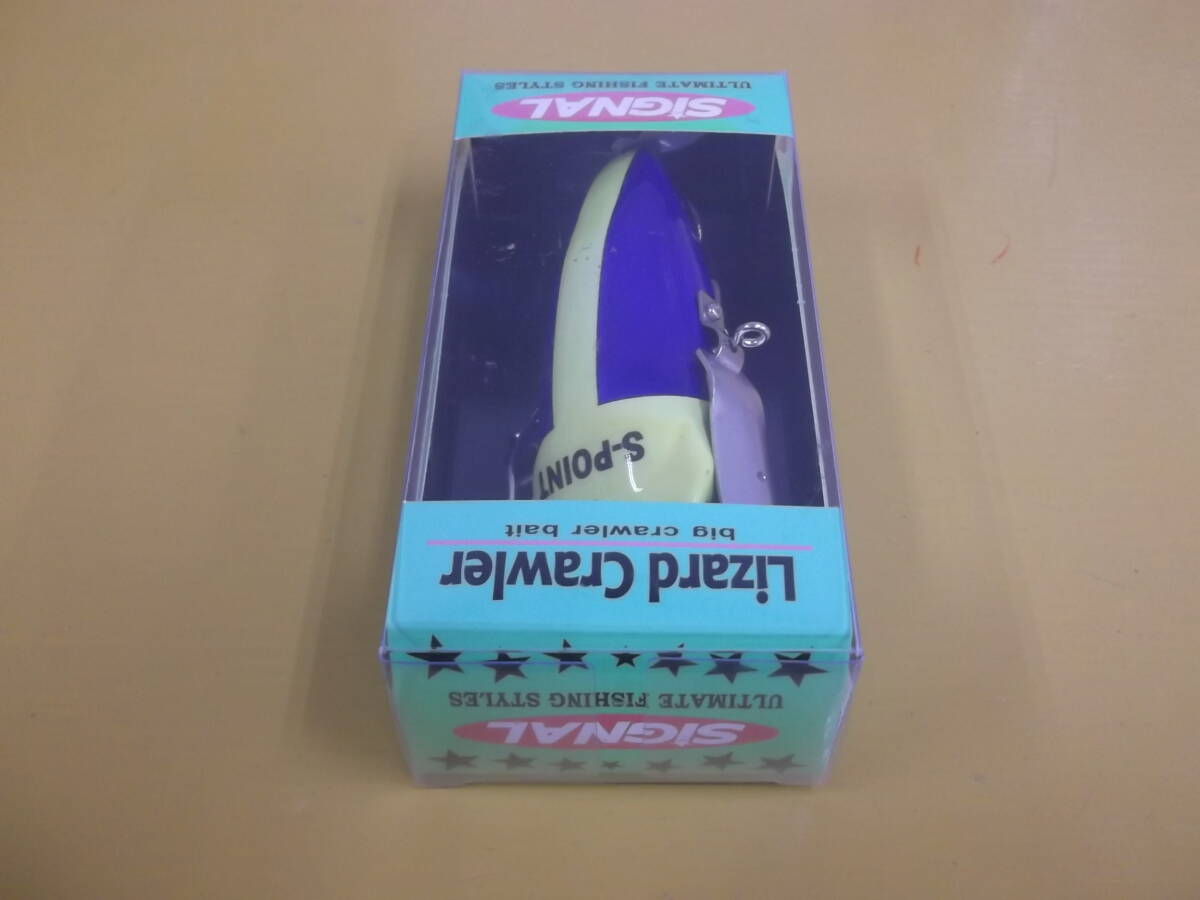 ULTIMATE FISHING STYLES
SIGNAL
S-POINT
big crawler bait
Lizard Crawler
ULTIMATE FISHING STYLES
SIGNAL